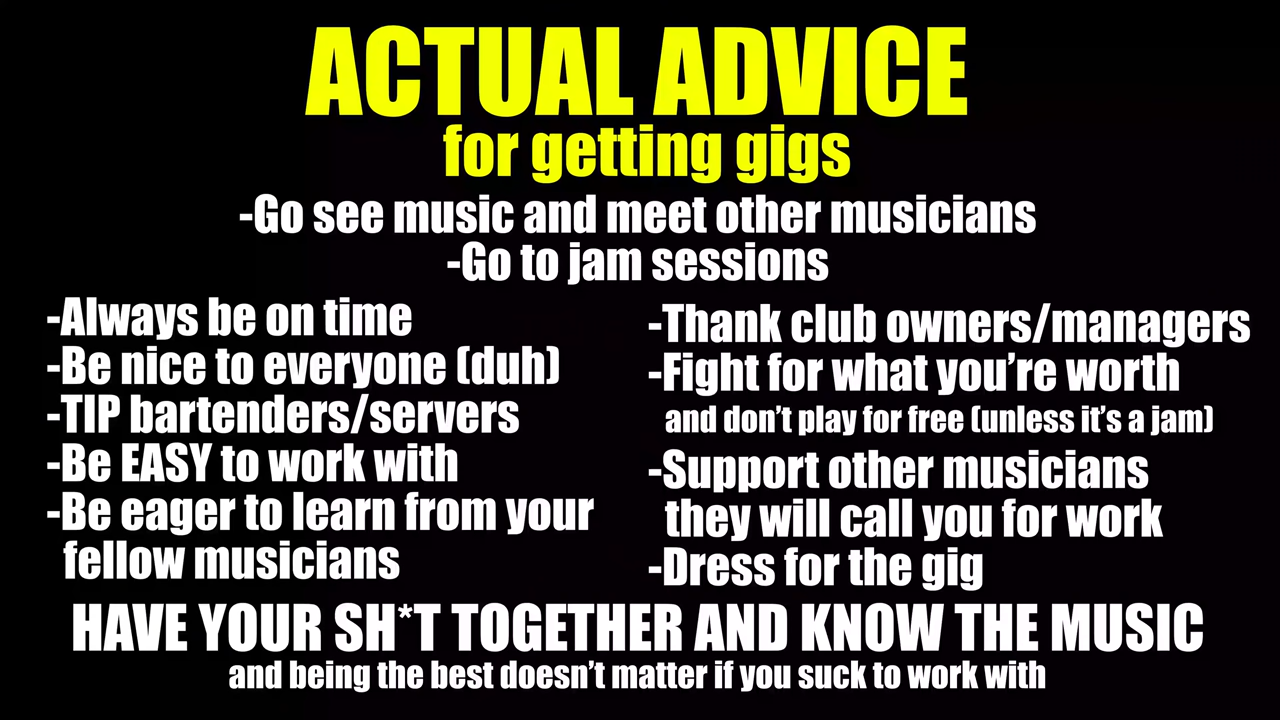 ACTUAL ADVICE
for getting gigs
-Go see music and meet other musicians
-Go to jam sessions
-Always be on time
-Be nice to everyone (duh)
-TIP bartenders/servers
-Be EASY to work with
-Be eager to learn from your
fellow musicians
-Thank club owners/managers
-Fight for what you're worth
and don't play for free (unless it's a jam)
-Support other musicians
they will call you for work
-Dress for the gig
HAVE YOUR SH*T TOGETHER AND KNOW THE MUSIC
and being the best doesn't matter if you suck to work with